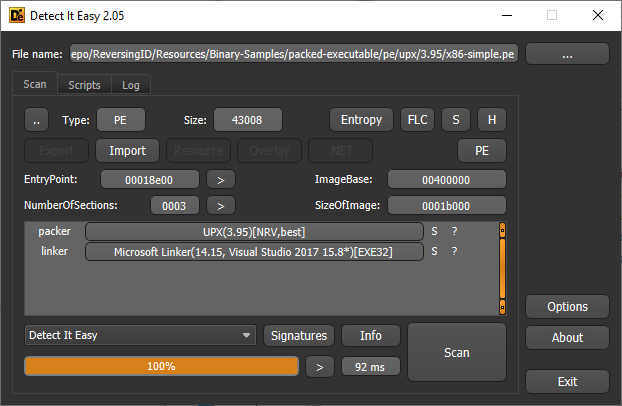 Detect It Easy 2.05
File name: epo/ReversingID/Resources/Binary-Samples/packed-executable/pe/upx/3.95/x86-simple.pe ...
Scan Scripts Log
.. Type: PE Size: 43008 Entropy FLC S H
Export Import Resource Overlay .NET PE
EntryPoint: 00018e00 > ImageBase: 00400000
NumberOfSections: 0003 > SizeOfImage: 0001b000
packer UPX(3.95)[NRV,best] S ?
linker Microsoft Linker(14.15, Visual Studio 2017 15.8*)[EXE32] S ?
Options
Detect It Easy Signatures Info Scan About
100% > 92 ms
Exit